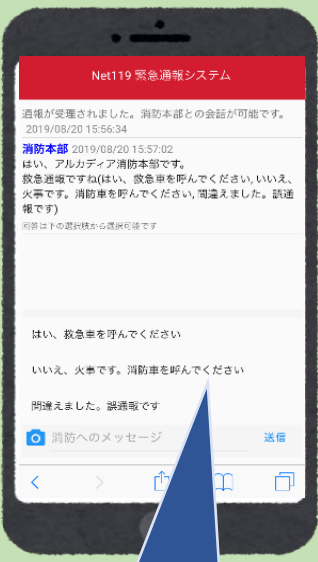 Net119 緊急通報システム
通報が受理されました。消防本部との会話が可能です。
2019/08/20 15:56:34
消防本部 2019/08/20 15:57:02
はい、アルカディア消防本部です。
救急通報ですね(はい、救急車を呼んでください, いいえ、
火事です。消防車を呼んでください, 間違えました。誤通
報です)
回答は下の選択肢から選択可能です
はい、救急車を呼んでください
いいえ、火事です。消防車を呼んでください
間違えました。誤通報です
消防へのメッセージ 送信